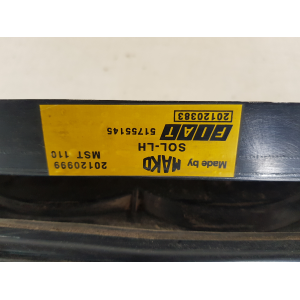 Made by
MAKO
SOL-LH
20120999
MST 110
FIAT
51755145
20120383